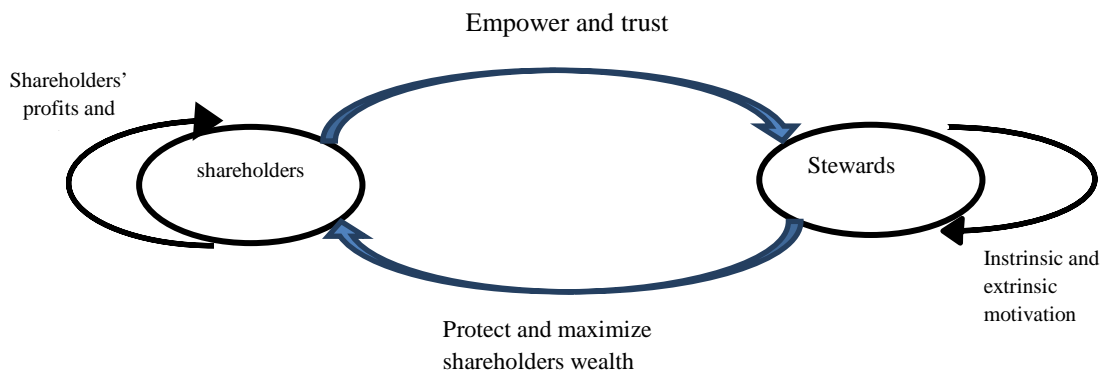 Empower and trust
Shareholders’
profits and
shareholders
Stewards
Instrinsic and
extrinsic
motivation
Protect and maximize
shareholders wealth